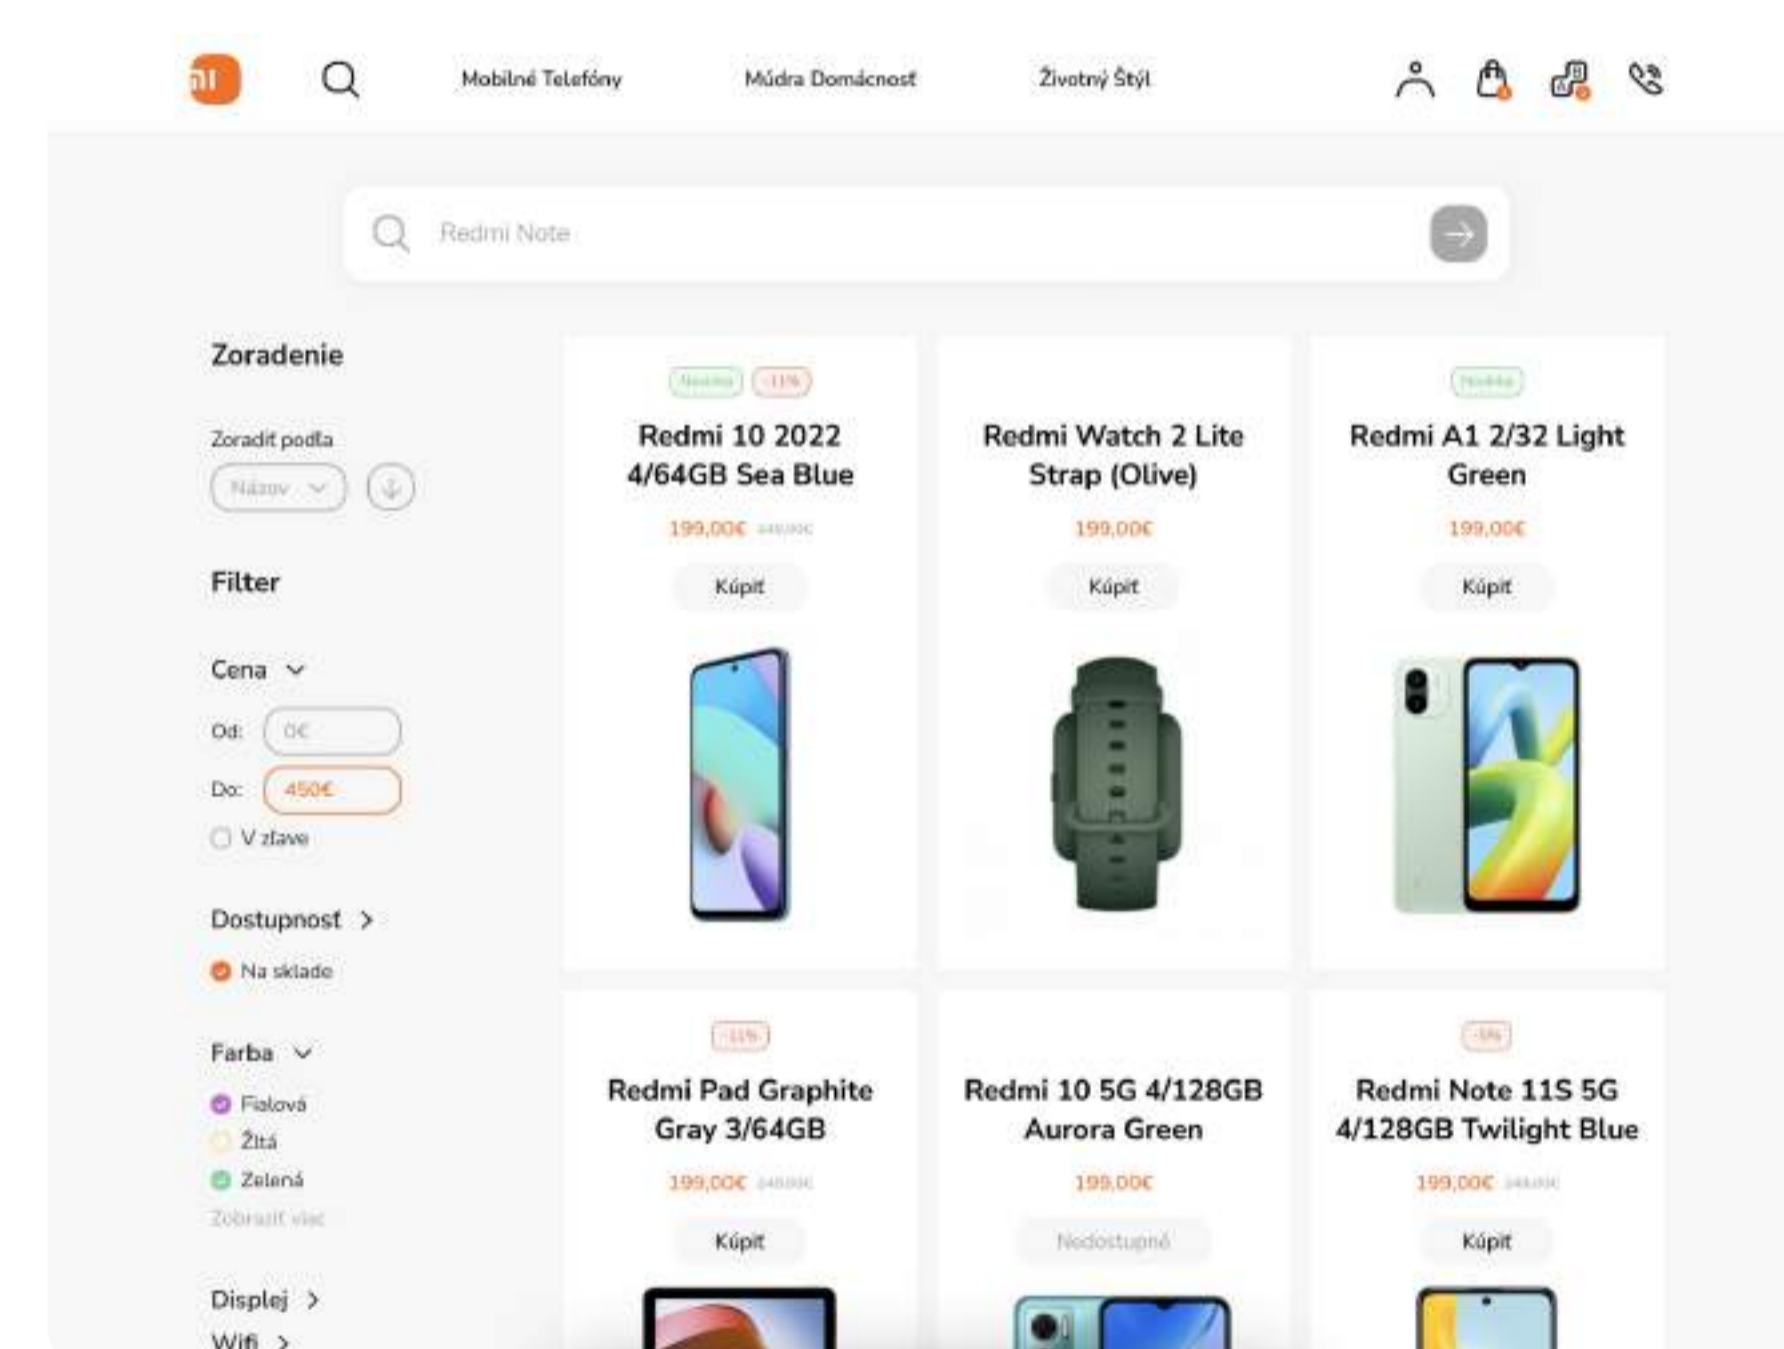 Mobilné Telefóny
Múdra Domácnosť
Životný Štýl
Redmi Note
Zoradenie
Zoradiť podľa
Názov
Filter
Cena
Od: 0€
Do: 450€
V zľave
Dostupnosť
Na sklade
Farba
Fialová
Žltá
Zelená
Zobraziť viac
Displej
Wifi
Novinka -11%
Redmi 10 2022
4/64GB Sea Blue
199,00€
Kúpiť
Redmi Watch 2 Lite
Strap (Olive)
199,00€
Kúpiť
Novinka
Redmi A1 2/32 Light
Green
199,00€
Kúpiť
-11%
Redmi Pad Graphite
Gray 3/64GB
199,00€
Kúpiť
Redmi 10 5G 4/128GB
Aurora Green
199,00€
Nedostupné
Redmi Note 11S 5G
4/128GB Twilight Blue
199,00€
Kúpiť